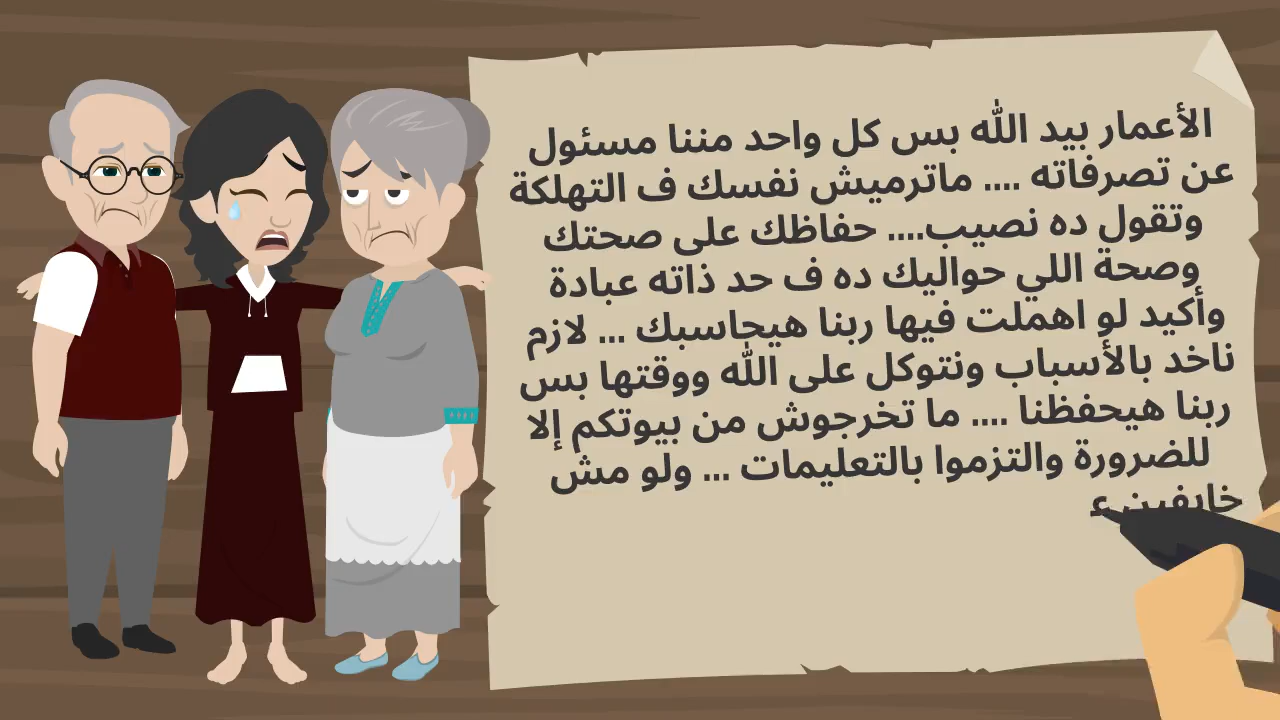 الأعمار بيد الله بس كل واحد مننا مسئول
عن تصرفاته .... ماترميش نفسك ف التهلكة
وتقول ده نصيب.... حفاظك على صحتك
وصحة اللي حواليك ده ف حد ذاته عبادة
وأكيد لو اهملت فيها ربنا هيحاسبك ... لازم
ناخد بالأسباب ونتوكل على الله ووقتها بس
ربنا هيحفظنا .... ما تخرجوش من بيوتكم إلا
للضرورة والتزموا بالتعليمات ... ولو مش
خايفين